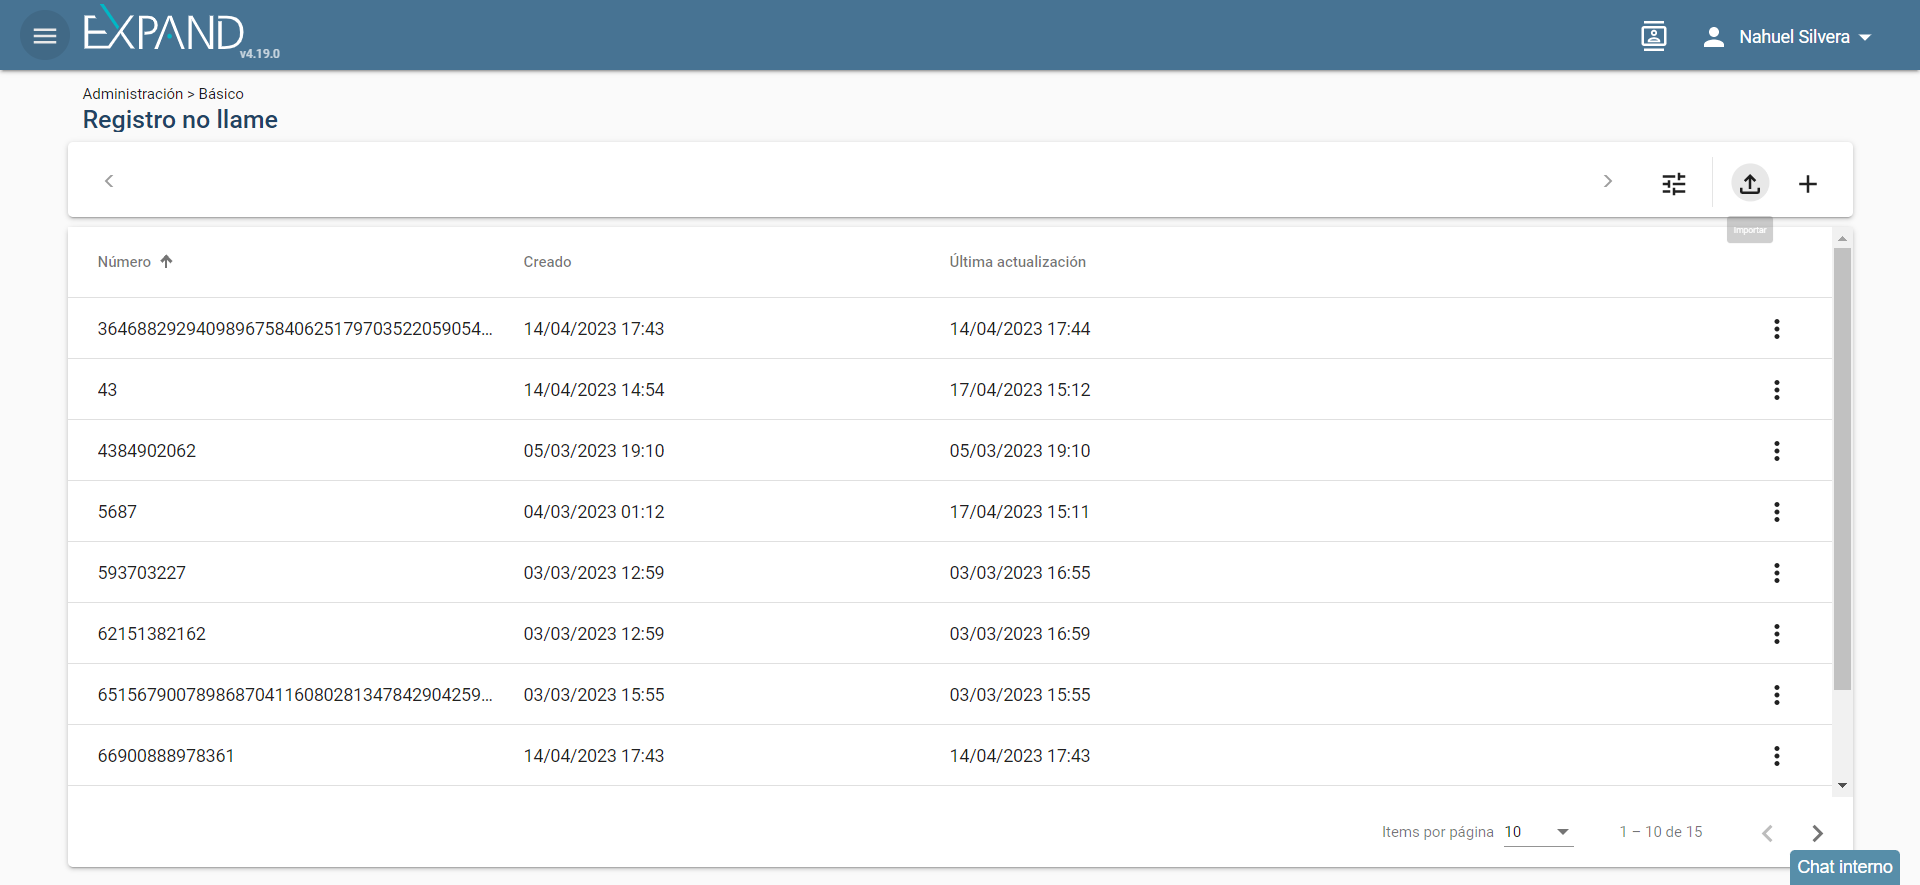 EXPAND
v4.19.0
Nahuel Silvera
Administración > Básico
Registro no llame
Importar
Número Creado Última actualización
364688292940989675840625179703522059054... 14/04/2023 17:43 14/04/2023 17:44
43 14/04/2023 14:54 17/04/2023 15:12
4384902062 05/03/2023 19:10 05/03/2023 19:10
5687 04/03/2023 01:12 17/04/2023 15:11
593703227 03/03/2023 12:59 03/03/2023 16:55
62151382162 03/03/2023 12:59 03/03/2023 16:59
651567900789868704116080281347842904259... 03/03/2023 15:55 03/03/2023 15:55
66900888978361 14/04/2023 17:43 14/04/2023 17:43
Items por página 10 1 – 10 de 15
Chat interno